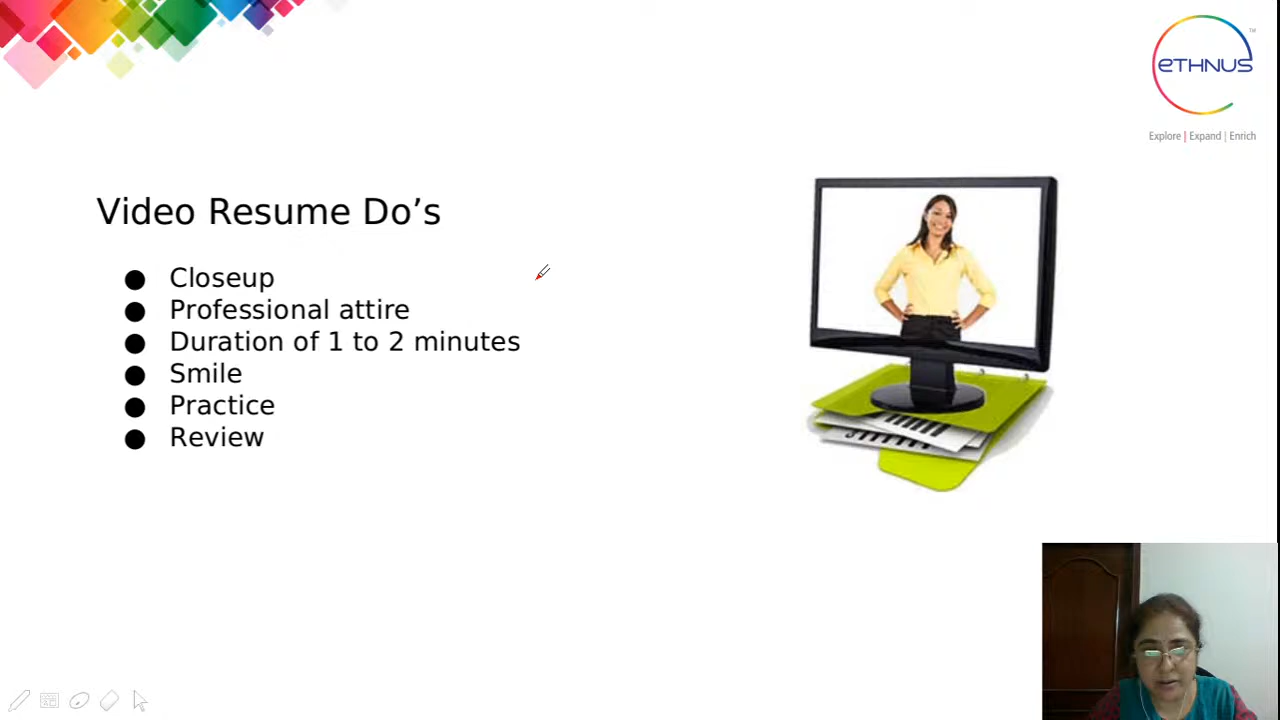 eTHNUS
TM
Explore | Expand | Enrich
Video Resume Do’s
● Closeup
● Professional attire
● Duration of 1 to 2 minutes
● Smile
● Practice
● Review